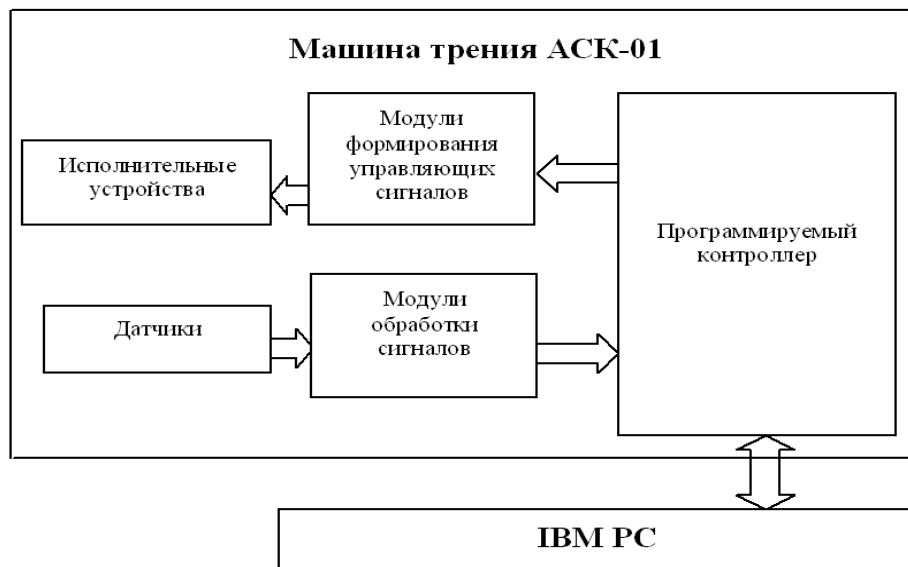 Машина трения АСК-01
Модули
формирования
управляющих
сигналов
Исполнительные
устройства
Программируемый
контроллер
Датчики
Модули
обработки
сигналов
IBM PC